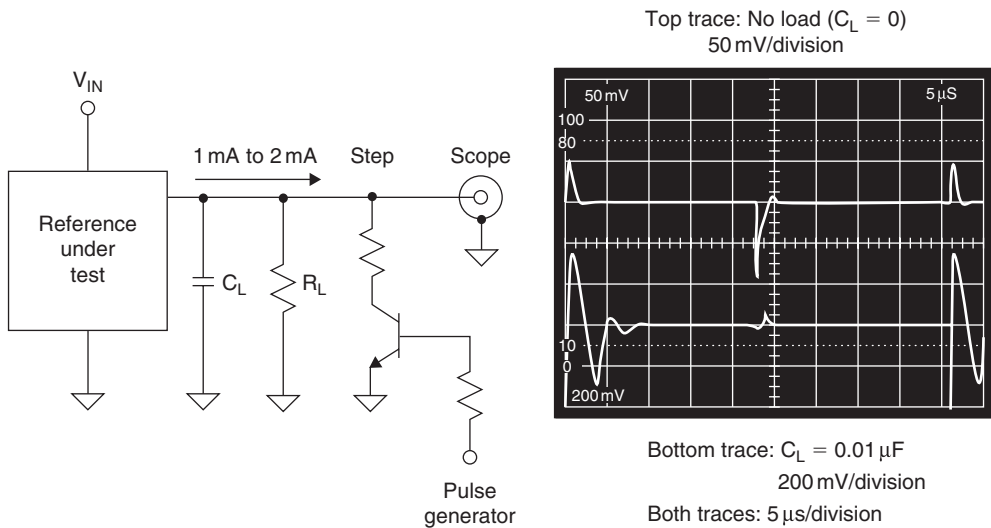 Top trace: No load (C_L = 0)
50 mV/division
V_IN
1 mA to 2 mA
Step
Scope
Reference
under
test
C_L
R_L
Pulse
generator
50 mV
5 µS
100
80
10
0
200 mV
Bottom trace: C_L = 0.01 µF
200 mV/division
Both traces: 5 µs/division